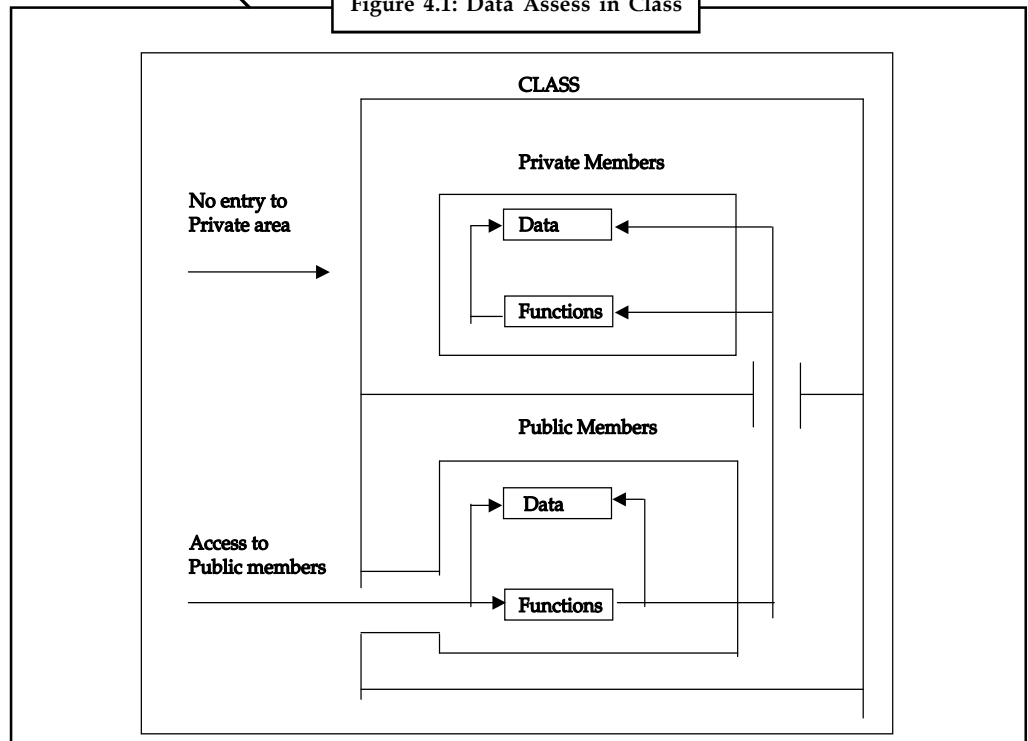 Figure 4.1: Data Assess in Class
CLASS
Private Members
No entry to
Private area
Data
Functions
Public Members
Data
Access to
Public members
Functions